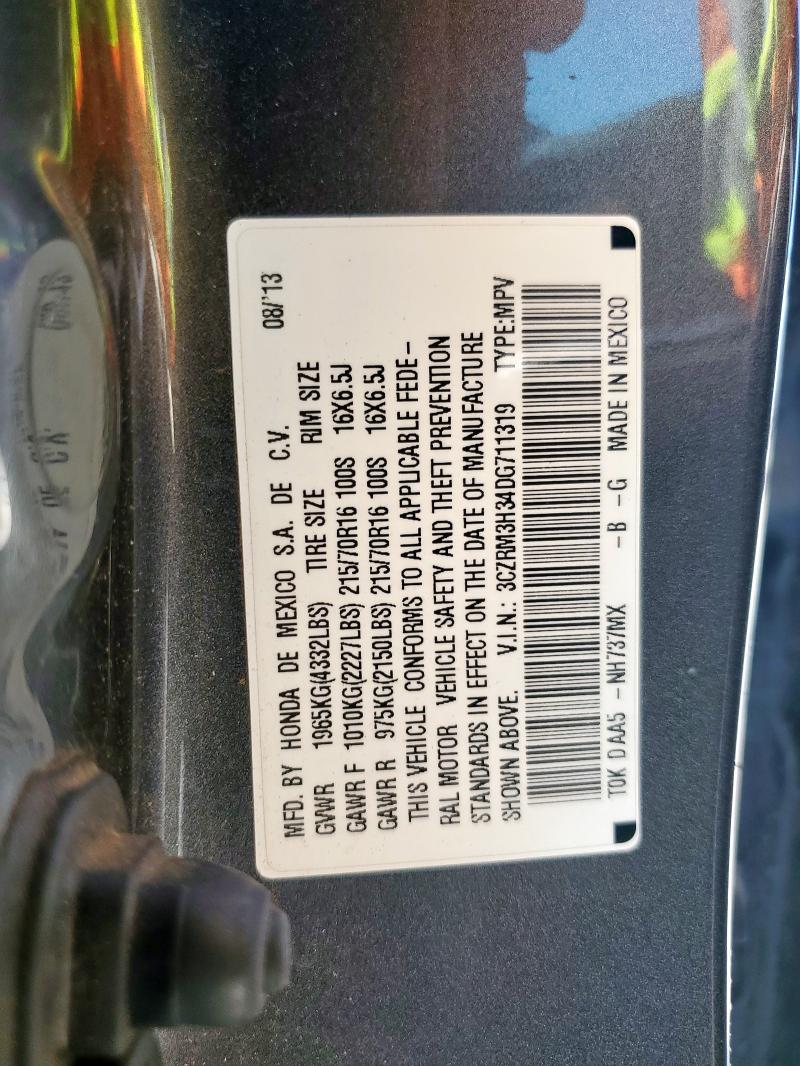 MFD. BY HONDA DE MEXICO S.A. DE C.V. 08/'13
GVWR 1965KG(4332LBS) TIRE SIZE RIM SIZE
GAWR F 1010KG(2227LBS) 215/70R16 100S 16X6.5J
GAWR R 975KG(2150LBS) 215/70R16 100S 16X6.5J
THIS VEHICLE CONFORMS TO ALL APPLICABLE FEDE-
RAL MOTOR VEHICLE SAFETY AND THEFT PREVENTION
STANDARDS IN EFFECT ON THE DATE OF MANUFACTURE
SHOWN ABOVE. V.I.N.: 3CZRM3H34DG711319 TYPE:MPV
T0K D AA5 -NH737MX -B -G MADE IN MEXICO